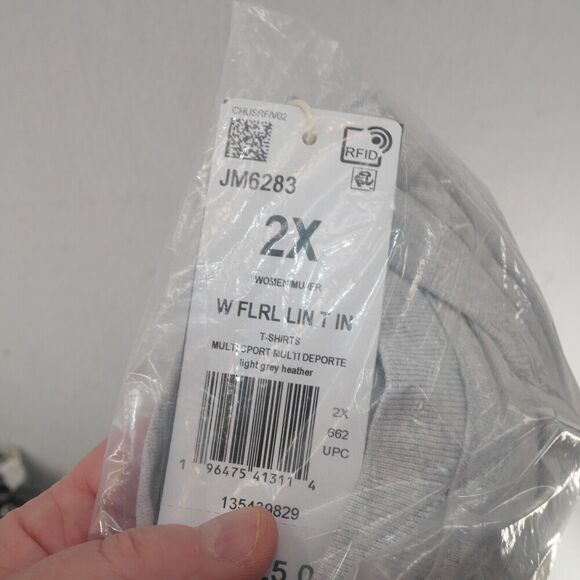 CHUSRFIV02
RFID
JM6283
2X
WOMEN/MUJER
W FLRL LIN T IN
T-SHIRTS
MULTISPORT MULTI DEPORTE
light grey heather
2X
662
UPC
1 96475 41311 4